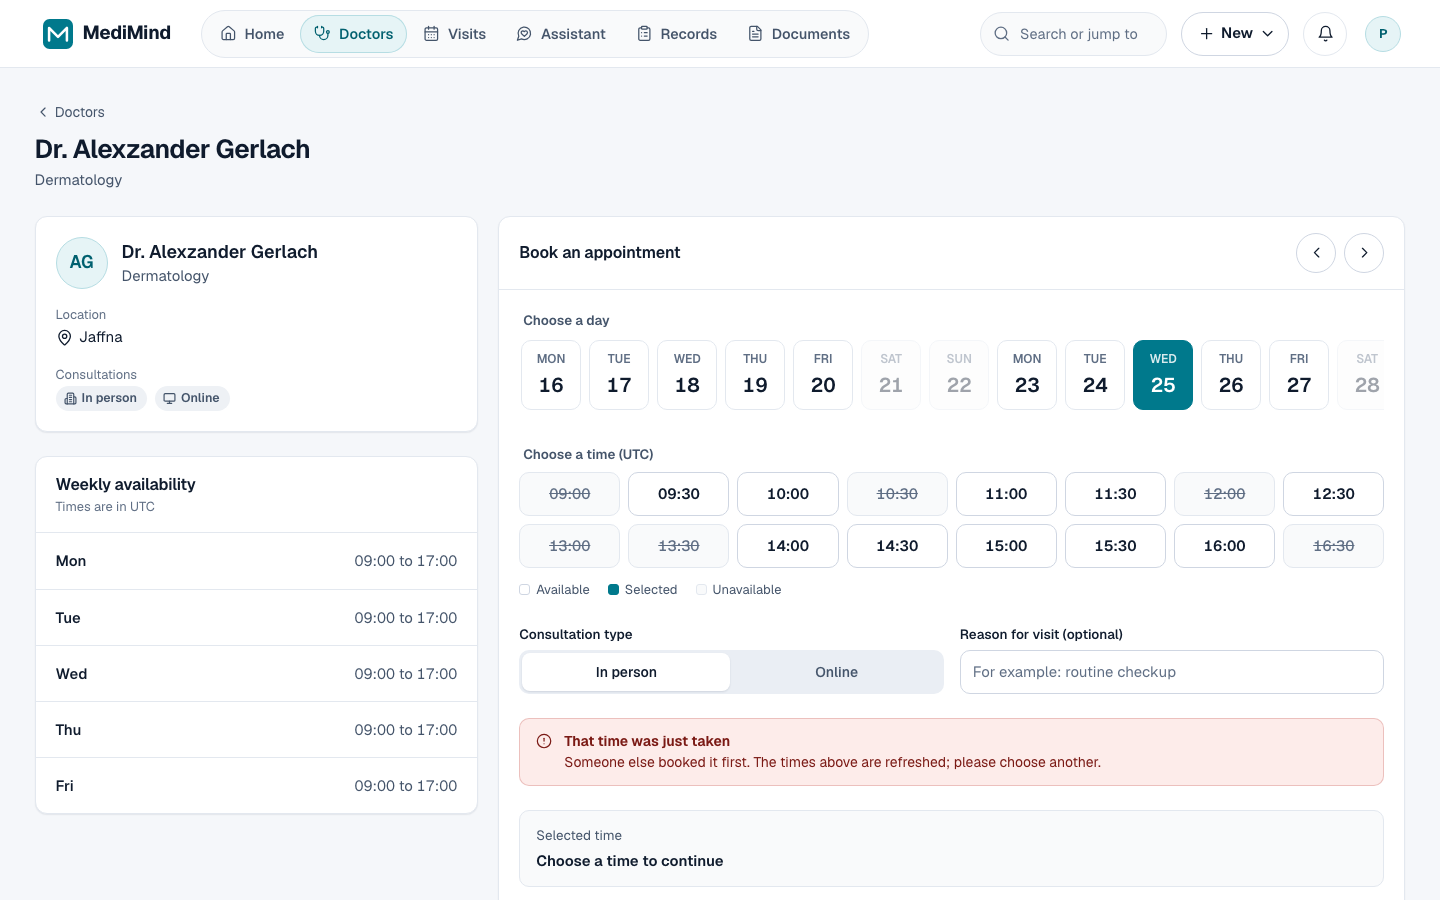 MediMind
Home
Doctors
Visits
Assistant
Records
Documents
Search or jump to
New
P
Doctors
Dr. Alexzander Gerlach
Dermatology
AG
Dr. Alexzander Gerlach
Dermatology
Location
Jaffna
Consultations
In person
Online
Weekly availability
Times are in UTC
Mon 09:00 to 17:00
Tue 09:00 to 17:00
Wed 09:00 to 17:00
Thu 09:00 to 17:00
Fri 09:00 to 17:00
Book an appointment
Choose a day
MON TUE WED THU FRI SAT SUN MON TUE WED THU FRI SAT
16 17 18 19 20 21 22 23 24 25 26 27 28
Choose a time (UTC)
09:00 09:30 10:00 10:30 11:00 11:30 12:00 12:30
13:00 13:30 14:00 14:30 15:00 15:30 16:00 16:30
Available Selected Unavailable
Consultation type
In person Online
Reason for visit (optional)
For example: routine checkup
That time was just taken
Someone else booked it first. The times above are refreshed; please choose another.
Selected time
Choose a time to continue